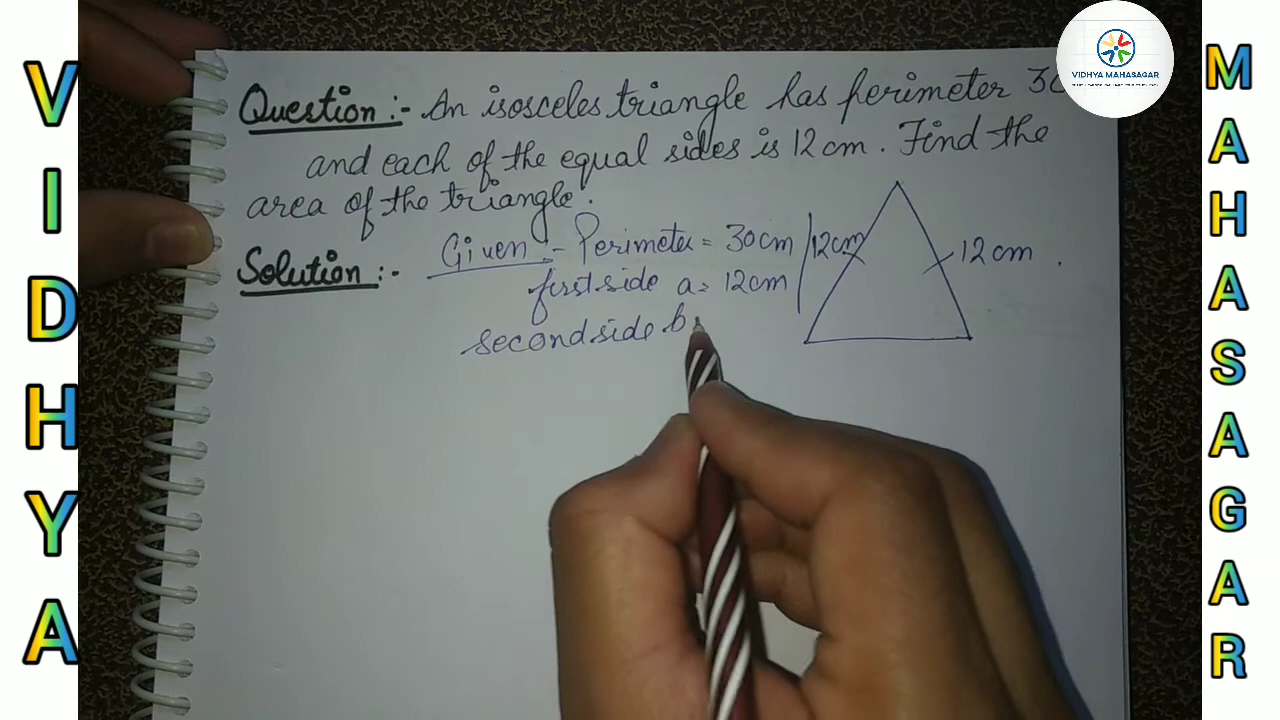 VIDHYA
MAHASAGAR
VIDHYA MAHASAGAR
Question :- An isosceles triangle has perimeter 30
and each of the equal sides is 12 cm. Find the
area of the triangle.
Solution :-
Given :- Perimeter = 30 cm
first side a = 12 cm
second side b
12 cm
12 cm